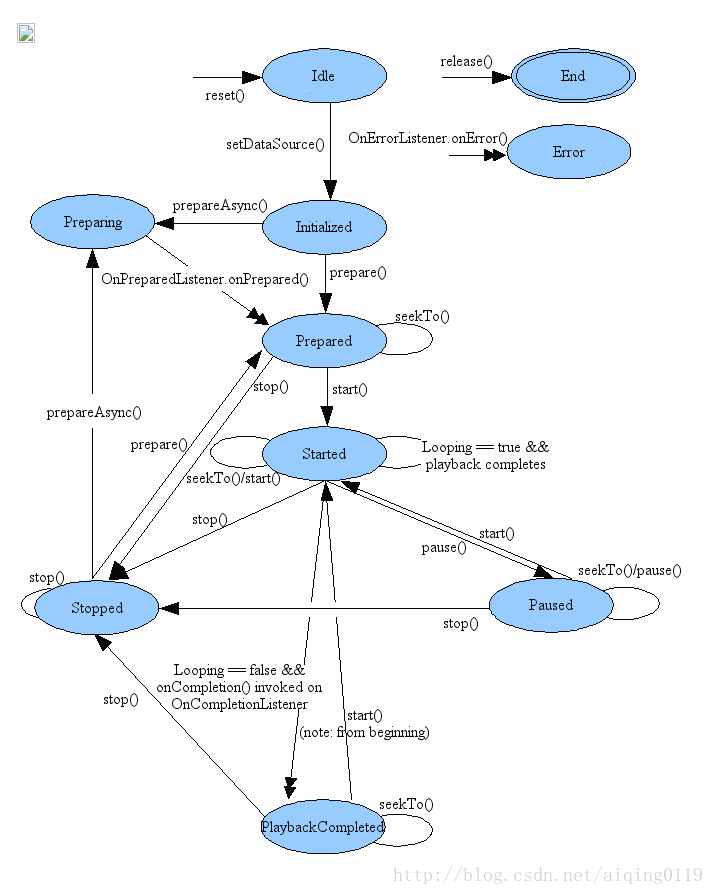 Idle
release()
End
reset()
setDataSource()
OnErrorListener.onError()
Error
prepareAsync()
Preparing
Initialized
prepare()
OnPreparedListener.onPrepared()
seekTo()
Prepared
stop()
start()
prepareAsync()
prepare()
Started
Looping == true &&
playback completes
seekTo()/start()
stop()
start()
pause()
stop()
seekTo()/pause()
Stopped
Paused
stop()
Looping == false &&
onCompletion() invoked on
OnCompletionListener
stop()
start()
(note: from beginning)
seekTo()
PlaybackCompleted
http://blog.csdn.net/aiqing0119